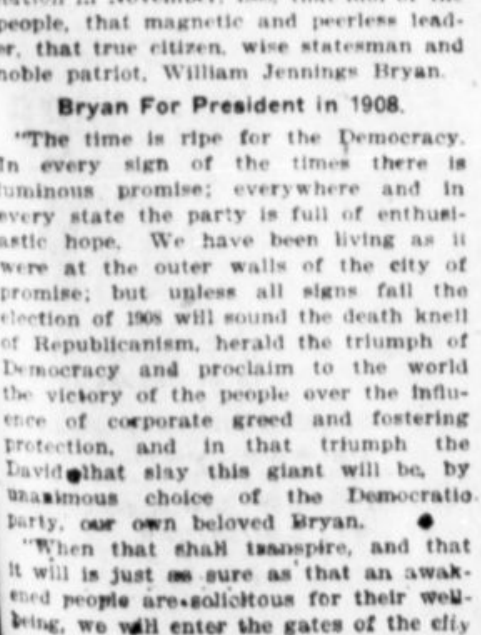 people, that magnetic and peerless lead-
er, that true citizen, wise statesman and
noble patriot, William Jennings Bryan.
Bryan For President in 1908.
"The time is ripe for the Democracy.
In every sign of the times there is
luminous promise; everywhere and in
every state the party is full of enthusi-
astic hope. We have been living as it
were at the outer walls of the city of
promise; but unless all signs fail the
election of 1908 will sound the death knell
of Republicanism, herald the triumph of
Democracy and proclaim to the world
the victory of the people over the influ-
ence of corporate greed and fostering
protection, and in that triumph the
David that slay this giant will be, by
unanimous choice of the Democratic
party, our own beloved Bryan.
"When that shall transpire, and that
it will is just as sure as that an awak-
ened people are solicitous for their well-
being, we will enter the gates of the city